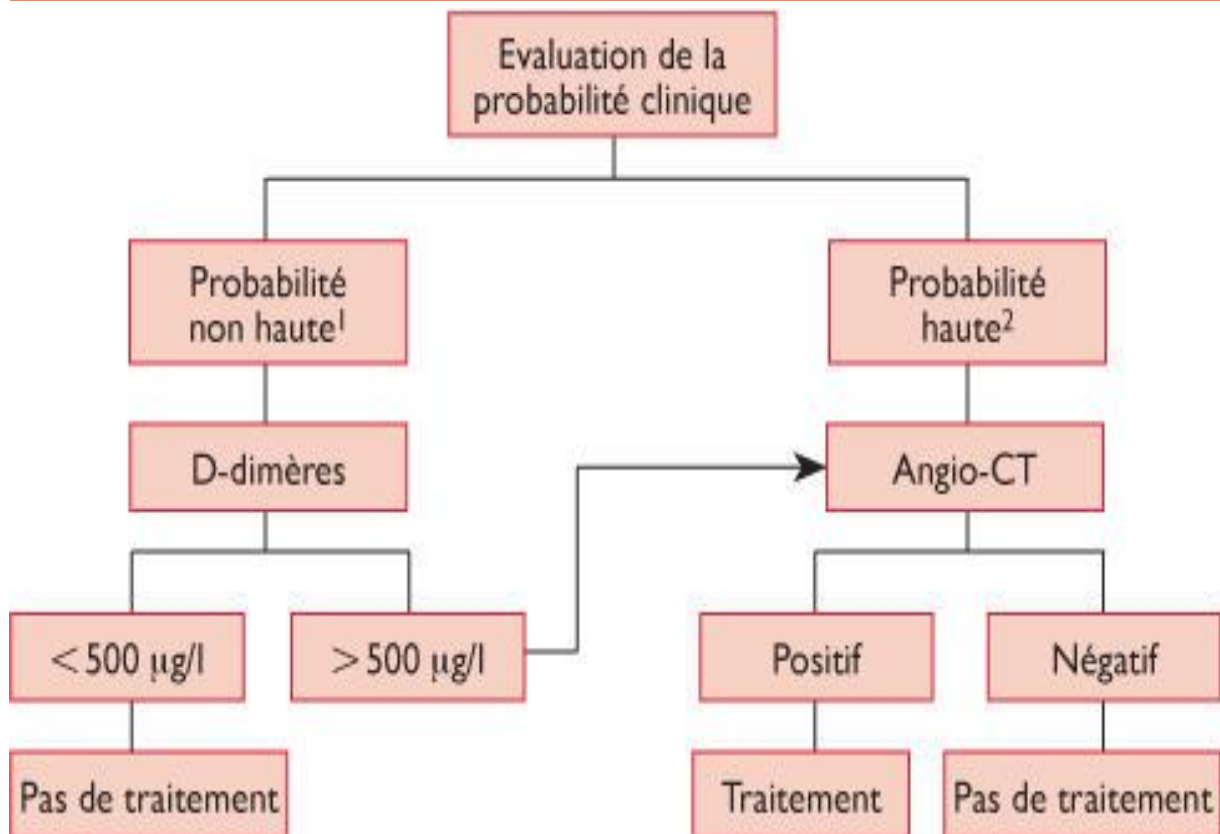 Evaluation de la
probabilité clinique
Probabilité
non haute¹
Probabilité
haute²
D-dimères
Angio-CT
< 500 µg/l
> 500 µg/l
Positif
Négatif
Pas de traitement
Traitement
Pas de traitement